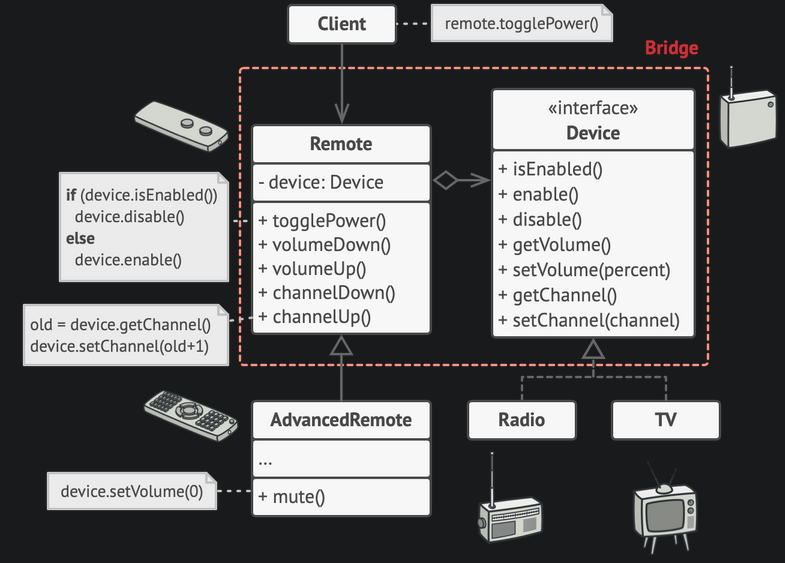 Client
remote.togglePower()
Bridge
«interface»
Device
+ isEnabled()
+ enable()
+ disable()
+ getVolume()
+ setVolume(percent)
+ getChannel()
+ setChannel(channel)
Remote
- device: Device
+ togglePower()
+ volumeDown()
+ volumeUp()
+ channelDown()
+ channelUp()
if (device.isEnabled())
device.disable()
else
device.enable()
old = device.getChannel()
device.setChannel(old+1)
AdvancedRemote
...
+ mute()
device.setVolume(0)
Radio
TV